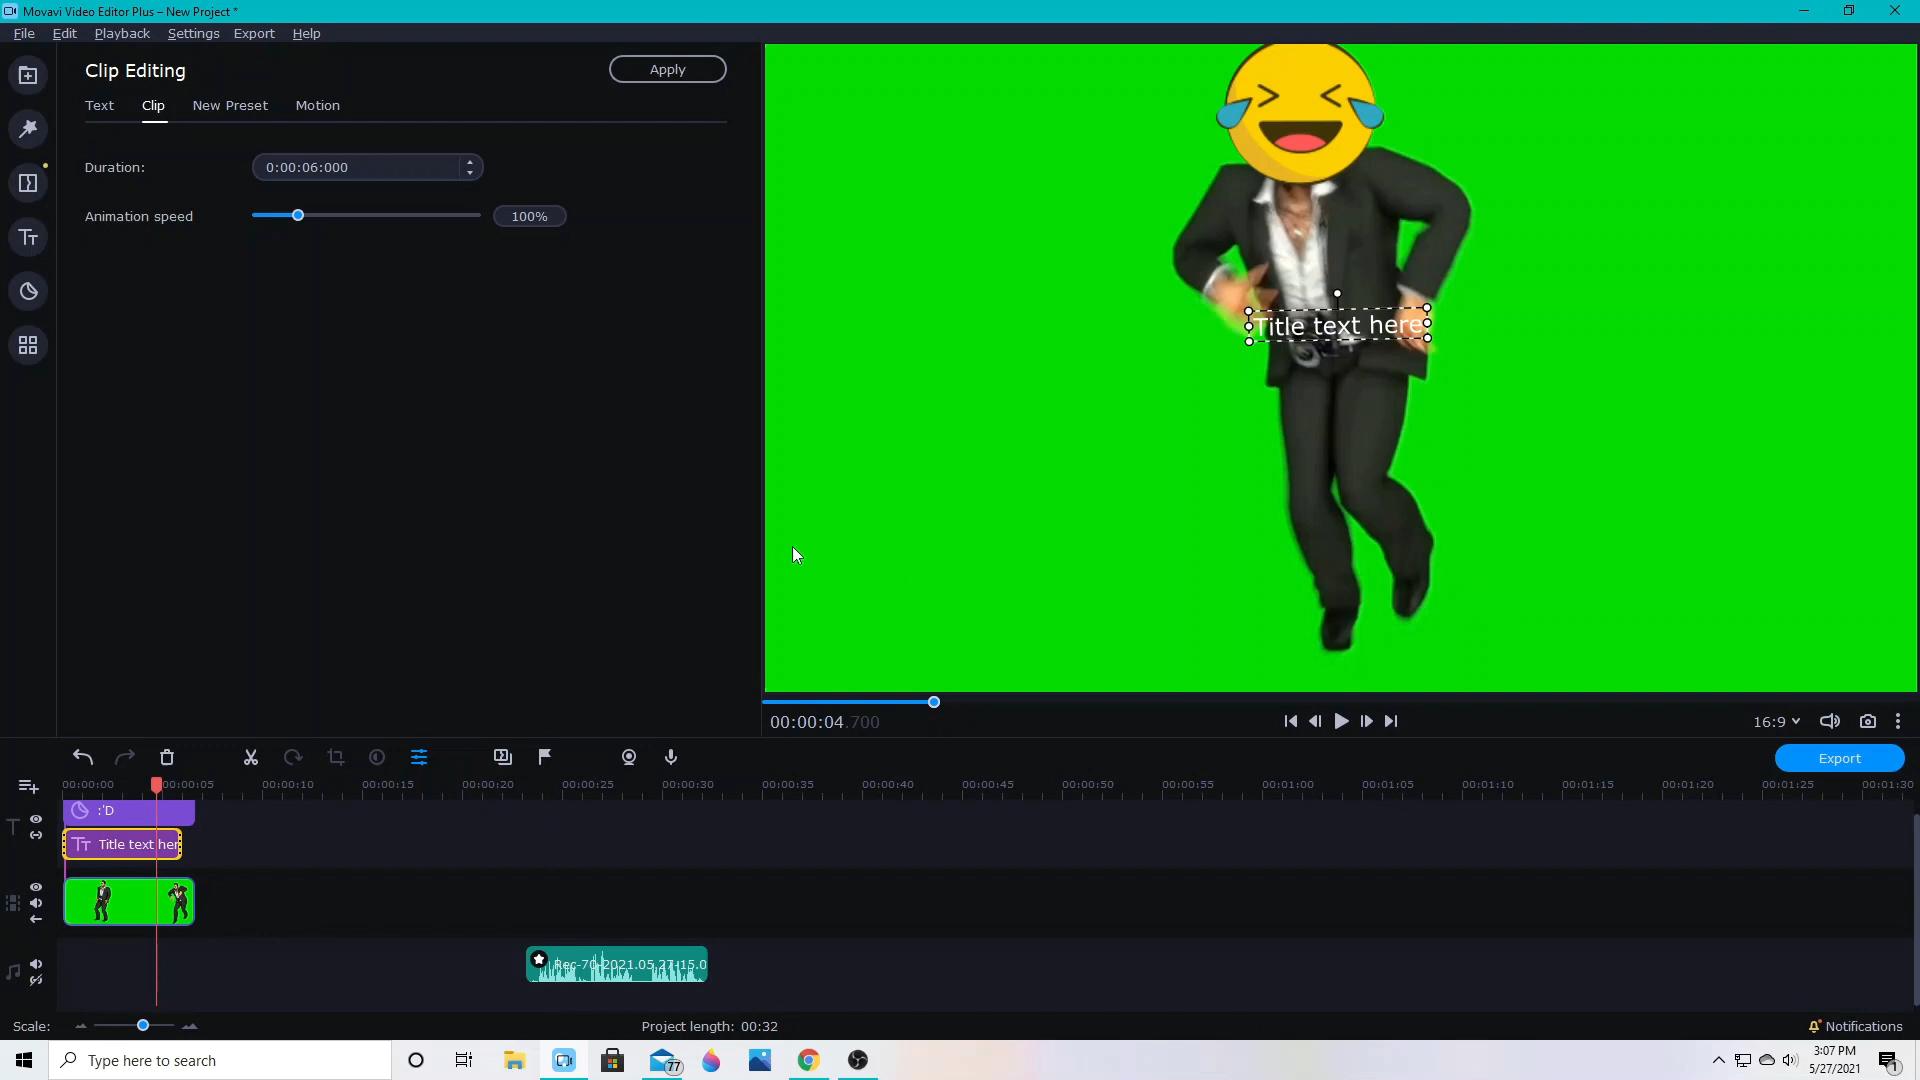 Movavi Video Editor Plus – New Project *
File Edit Playback Settings Export Help
Clip Editing
Apply
Text Clip New Preset Motion
Duration: 0:00:06:000
Animation speed 100%
Title text here
00:00:04.700
16:9
Export
00:00:00 00:00:05 00:00:10 00:00:15 00:00:20 00:00:25 00:00:30 00:00:35 00:00:40 00:00:45 00:00:50 00:00:55 00:01:00 00:01:05 00:01:10 00:01:15 00:01:20 00:01:25 00:01:30
:'D
Title text her
Rec-70-2021.05.27-15.0
Scale:
Project length: 00:32
Notifications
Type here to search
77
3:07 PM
5/27/2021
1